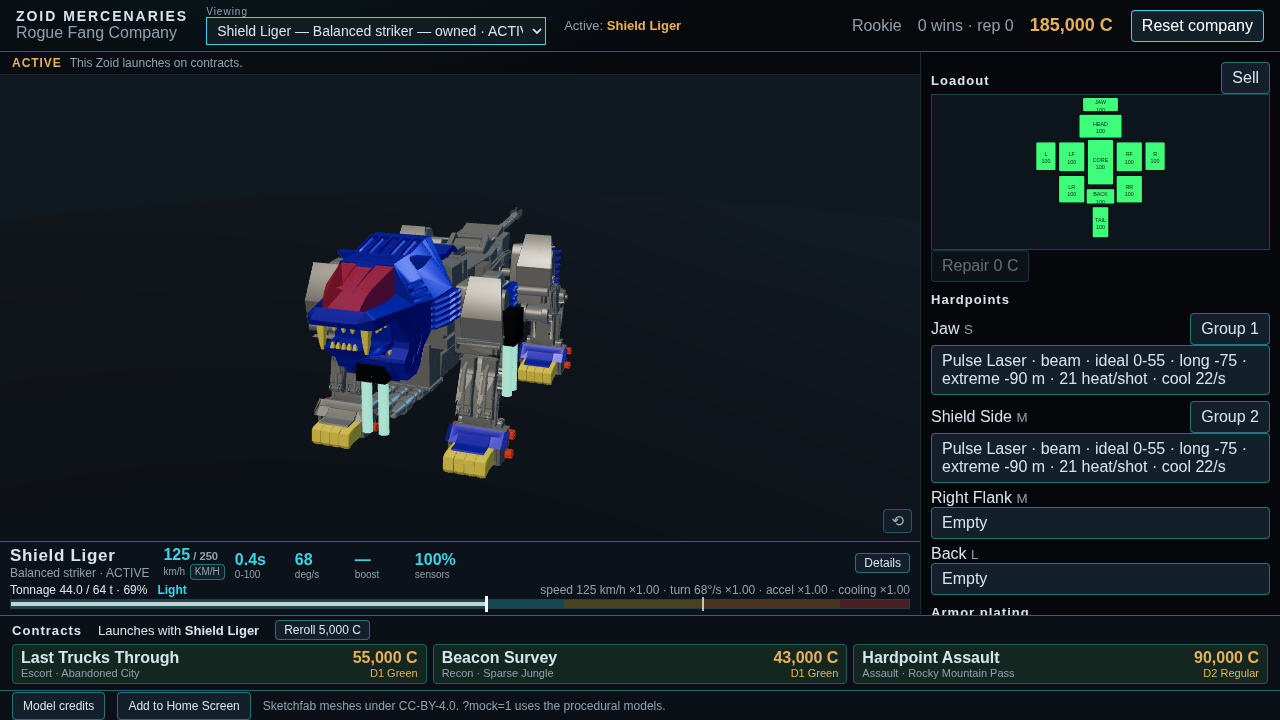 ZOID MERCENARIES
Rogue Fang Company
Viewing
Shield Liger — Balanced striker — owned · ACTIV
Active: Shield Liger
Rookie 0 wins · rep 0 185,000 C
Reset company
ACTIVE This Zoid launches on contracts.
Loadout
Sell
JAW
100
HEAD
100
L
100
LF
100
CORE
100
RF
100
R
100
LR
100
BACK
100
RR
100
TAIL
100
Repair 0 C
Hardpoints
Jaw S
Group 1
Pulse Laser · beam · ideal 0-55 · long -75 ·
extreme -90 m · 21 heat/shot · cool 22/s
Shield Side M
Group 2
Pulse Laser · beam · ideal 0-55 · long -75 ·
extreme -90 m · 21 heat/shot · cool 22/s
Right Flank M
Empty
Back L
Empty
Armor plating
⟲
Shield Liger
Balanced striker · ACTIVE
125 / 250
km/h KM/H
0.4s
0-100
68
deg/s
—
boost
100%
sensors
Details
Tonnage 44.0 / 64 t · 69% Light
speed 125 km/h ×1.00 · turn 68°/s ×1.00 · accel ×1.00 · cooling ×1.00
Contracts Launches with Shield Liger
Reroll 5,000 C
Last Trucks Through 55,000 C
Escort · Abandoned City D1 Green
Beacon Survey 43,000 C
Recon · Sparse Jungle D1 Green
Hardpoint Assault 90,000 C
Assault · Rocky Mountain Pass D2 Regular
Model credits
Add to Home Screen
Sketchfab meshes under CC-BY-4.0. ?mock=1 uses the procedural models.